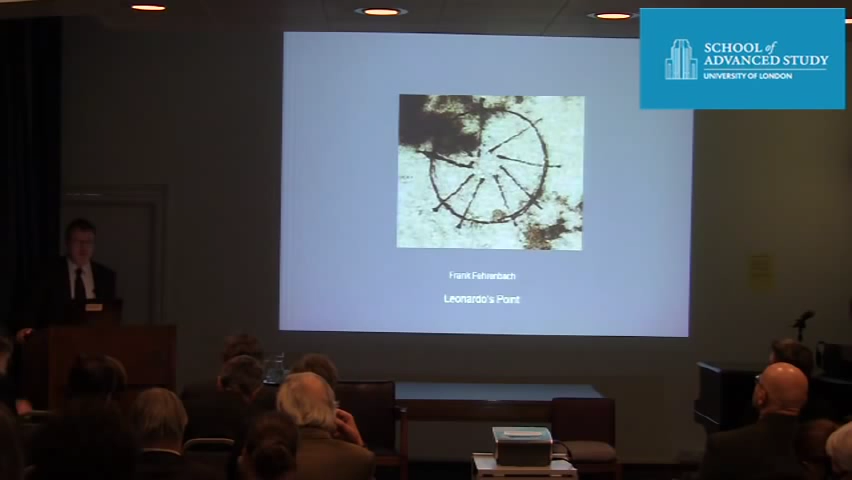 SCHOOL of
ADVANCED STUDY
UNIVERSITY OF LONDON
Frank Fehrenbach
Leonardo's Point